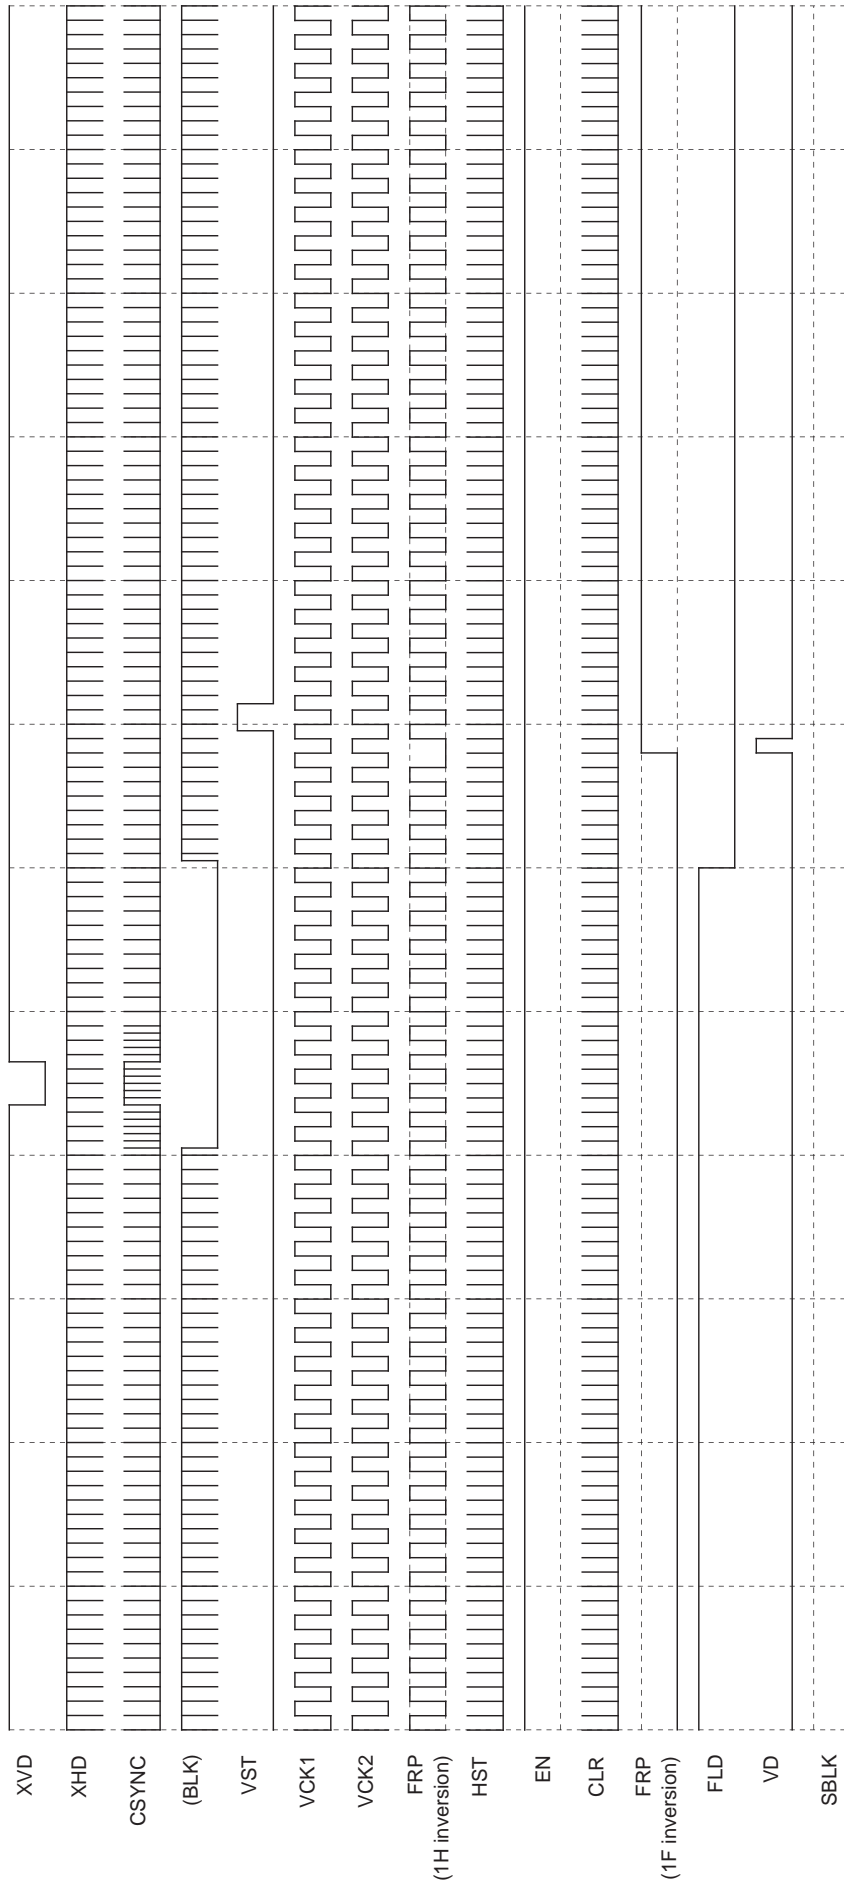 XVD
XHD
CSYNC
(BLK)
VST
VCK1
VCK2
FRP
(1H inversion)
HST
EN
CLR
FRP
(1F inversion)
FLD
VD
SBLK